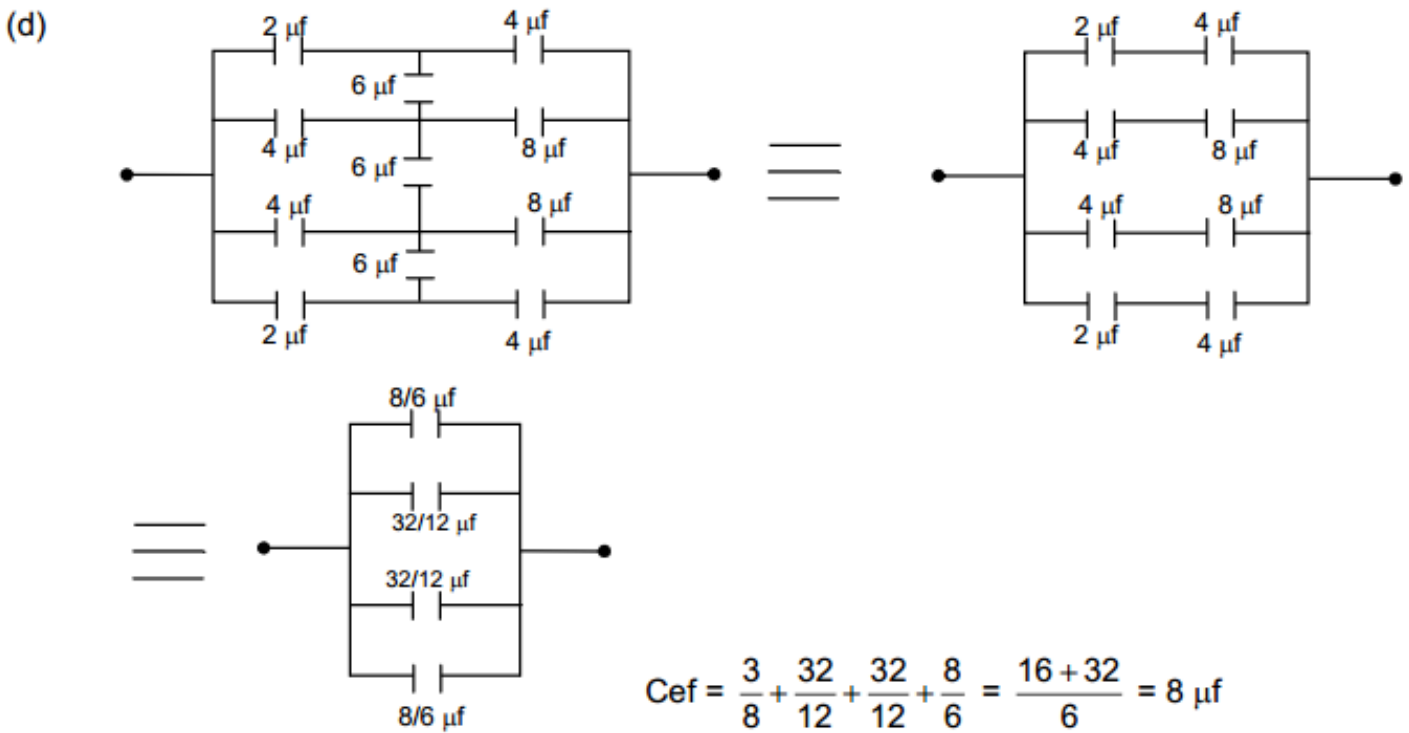 (d)
2 μf 4 μf
6 μf
4 μf 8 μf
6 μf
4 μf 8 μf
6 μf
2 μf 4 μf
2 μf 4 μf
4 μf 8 μf
4 μf 8 μf
2 μf 4 μf
8/6 μf
32/12 μf
32/12 μf
8/6 μf
Cef = 3/8 + 32/12 + 32/12 + 8/6 = (16 + 32)/6 = 8 μf